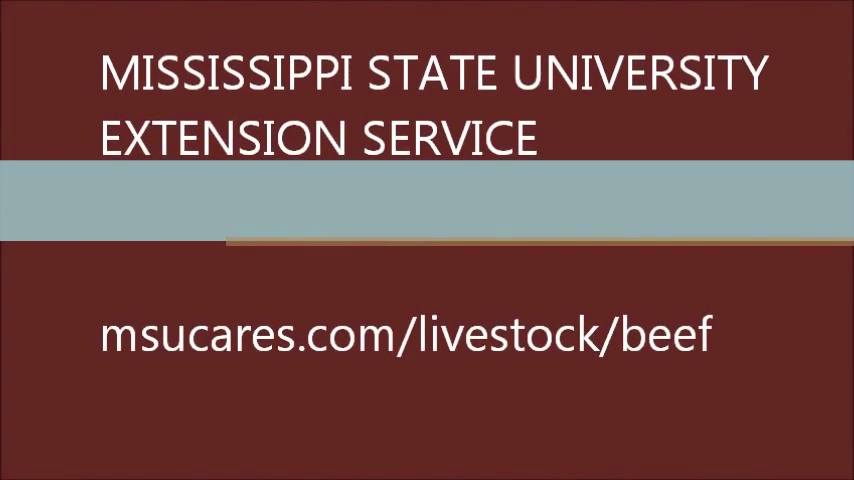 MISSISSIPPI STATE UNIVERSITY
EXTENSION SERVICE
msucares.com/livestock/beef